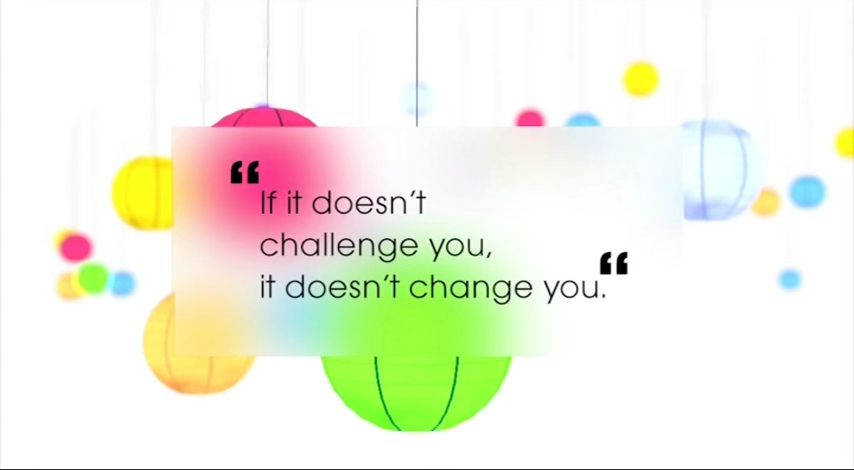 “If it doesn’t
challenge you,
it doesn’t change you.“